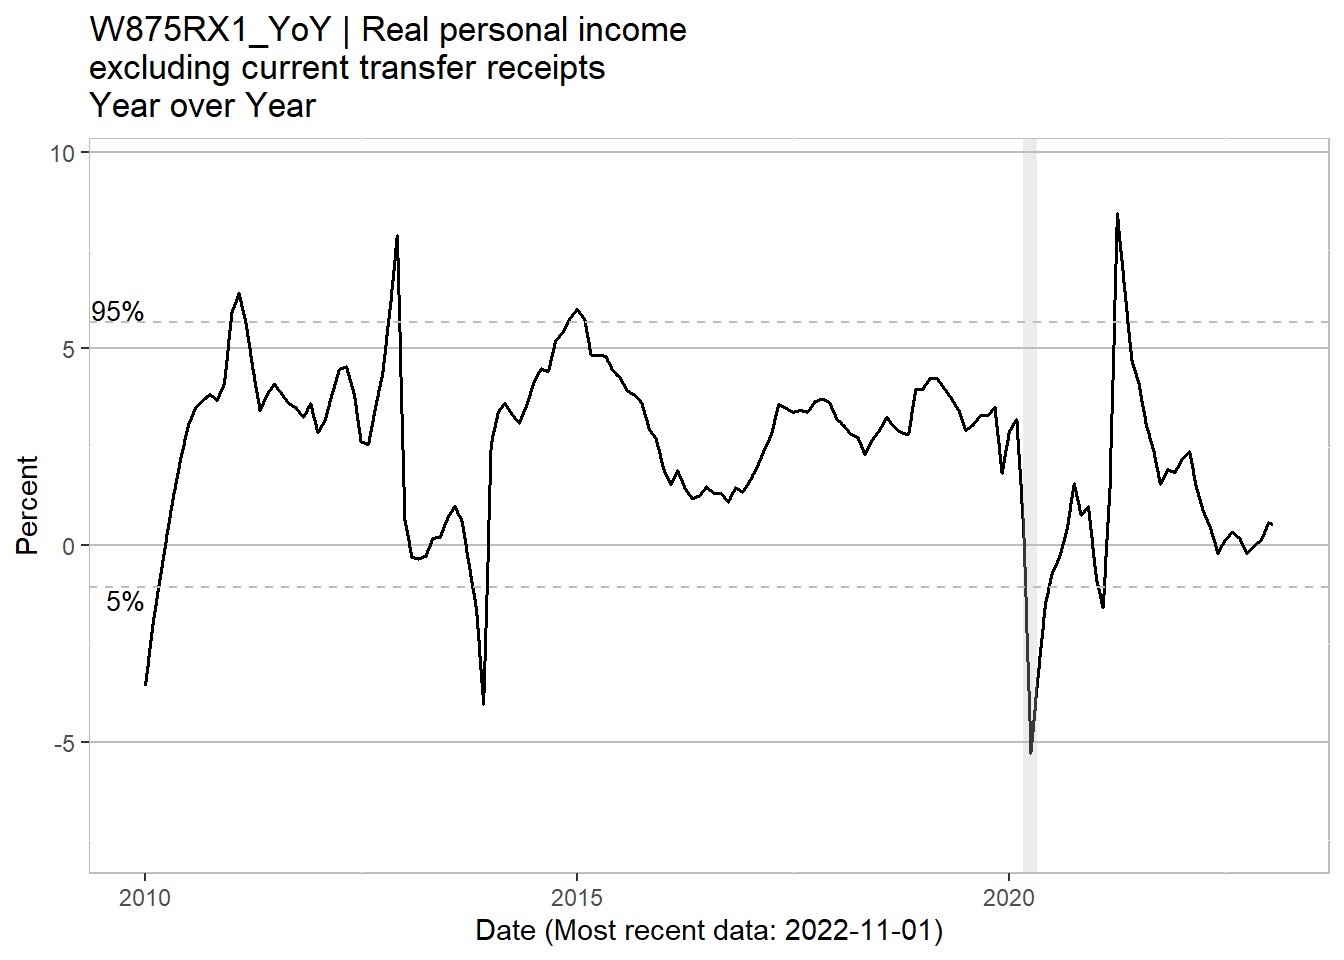 W875RX1_YoY | Real personal income
excluding current transfer receipts
Year over Year
10
95%
5
Percent
0
5%
-5
2010
2015
2020
Date (Most recent data: 2022-11-01)